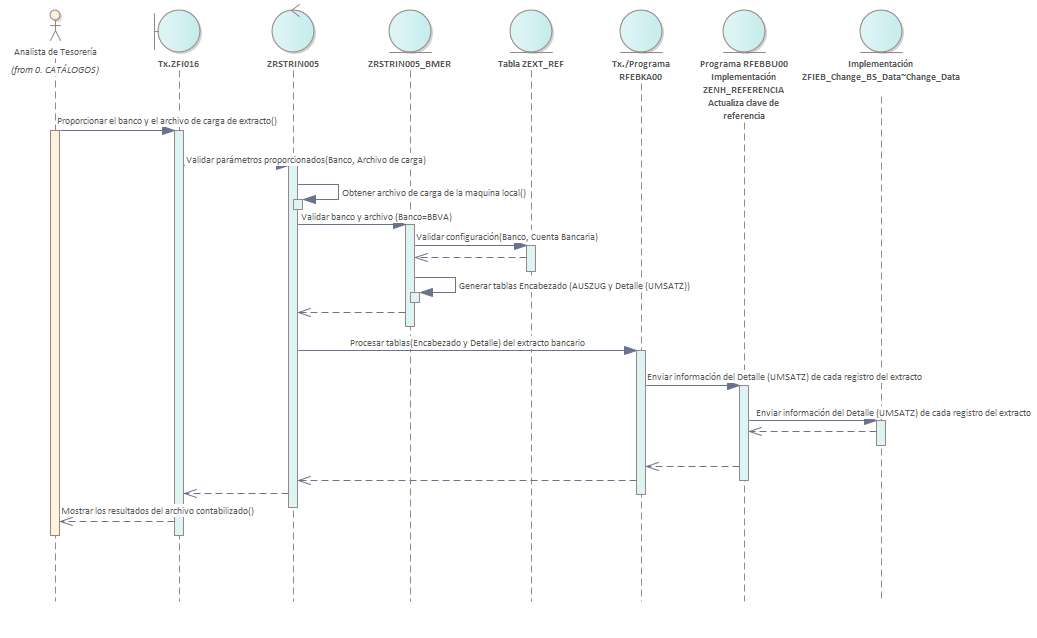 Analista de Tesorería
(from 0. CATÁLOGOS)
Tx.ZFI016
ZRSTRIN005
ZRSTRIN005_BMER
Tabla ZEXT_REF
Tx./Programa
RFEBKA00
Programa RFEBBU00
Implementación
ZENH_REFERENCIA
Actualiza clave de
referencia
Implementación
ZFIEB_Change_BS_Data~Change_Data
Proporcionar el banco y el archivo de carga de extracto()
Validar parámetros proporcionados(Banco, Archivo de carga)
Obtener archivo de carga de la maquina local()
Validar banco y archivo (Banco=BBVA)
Validar configuración(Banco, Cuenta Bancaria)
Generar tablas Encabezado (AUSZUG y Detalle (UMSATZ))
Procesar tablas(Encabezado y Detalle) del extracto bancario
Enviar información del Detalle (UMSATZ) de cada registro del extracto
Enviar información del Detalle (UMSATZ) de cada registro del extracto
Mostrar los resultados del archivo contabilizado()